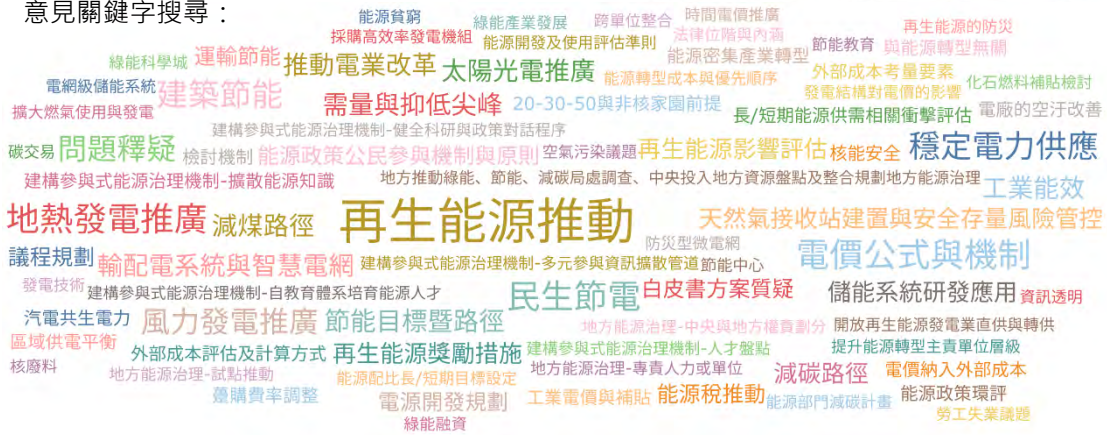 意見關鍵字搜尋：
能源貧窮 綠能產業發展 跨單位整合 時間電價推廣 再生能源的防災
採購高效率發電機組 能源開發及使用評估準則 法律位階與內涵
綠能科學城 運輸節能 推動電業改革 太陽光電推廣 能源密集產業轉型 節能教育 與能源轉型無關
電網級儲能系統 建築節能 能源轉型成本與優先順序 外部成本考量要素 化石燃料補貼檢討
發電結構對電價的影響
擴大燃氣使用與發電 需量與抑低尖峰 20-30-50與非核家園前提 長/短期能源供需相關衝擊評估 電廠的空汙改善
建構參與式能源治理機制-健全科研與政策對話程序
碳交易 問題釋疑 檢討機制 能源政策公民參與機制與原則 空氣污染議題 再生能源影響評估 核能安全 穩定電力供應
建構參與式能源治理機制-擴散能源知識 地方推動綠能、節能、減碳局處調查、中央投入地方資源盤點及整合規劃地方能源治理 工業能效
地熱發電推廣 減煤路徑 再生能源推動 天然氣接收站建置與安全存量風險管控
防災型微電網
議程規劃 輸配電系統與智慧電網 建構參與式能源治理機制-多元參與資訊擴散管道 節能中心 電價公式與機制
發電技術 建構參與式能源治理機制-自教育體系培育能源人才 民生節電 白皮書方案質疑 儲能系統研發應用 資訊透明
汽電共生電力 風力發電推廣 節能目標暨路徑 地方能源治理-中央與地方權責劃分 開放再生能源發電業直供與轉供
區域供電平衡 外部成本評估及計算方式 再生能源獎勵措施 建構參與式能源治理機制-人才盤點 提升能源轉型主責單位層級
核廢料 地方能源治理-試點推動 能源配比長/短期目標設定 地方能源治理-專責人力或單位 減碳路徑 電價納入外部成本
躉購費率調整 電源開發規劃 工業電價與補貼 能源稅推動 能源部門減碳計畫 能源政策環評
綠能融資 勞工失業議題